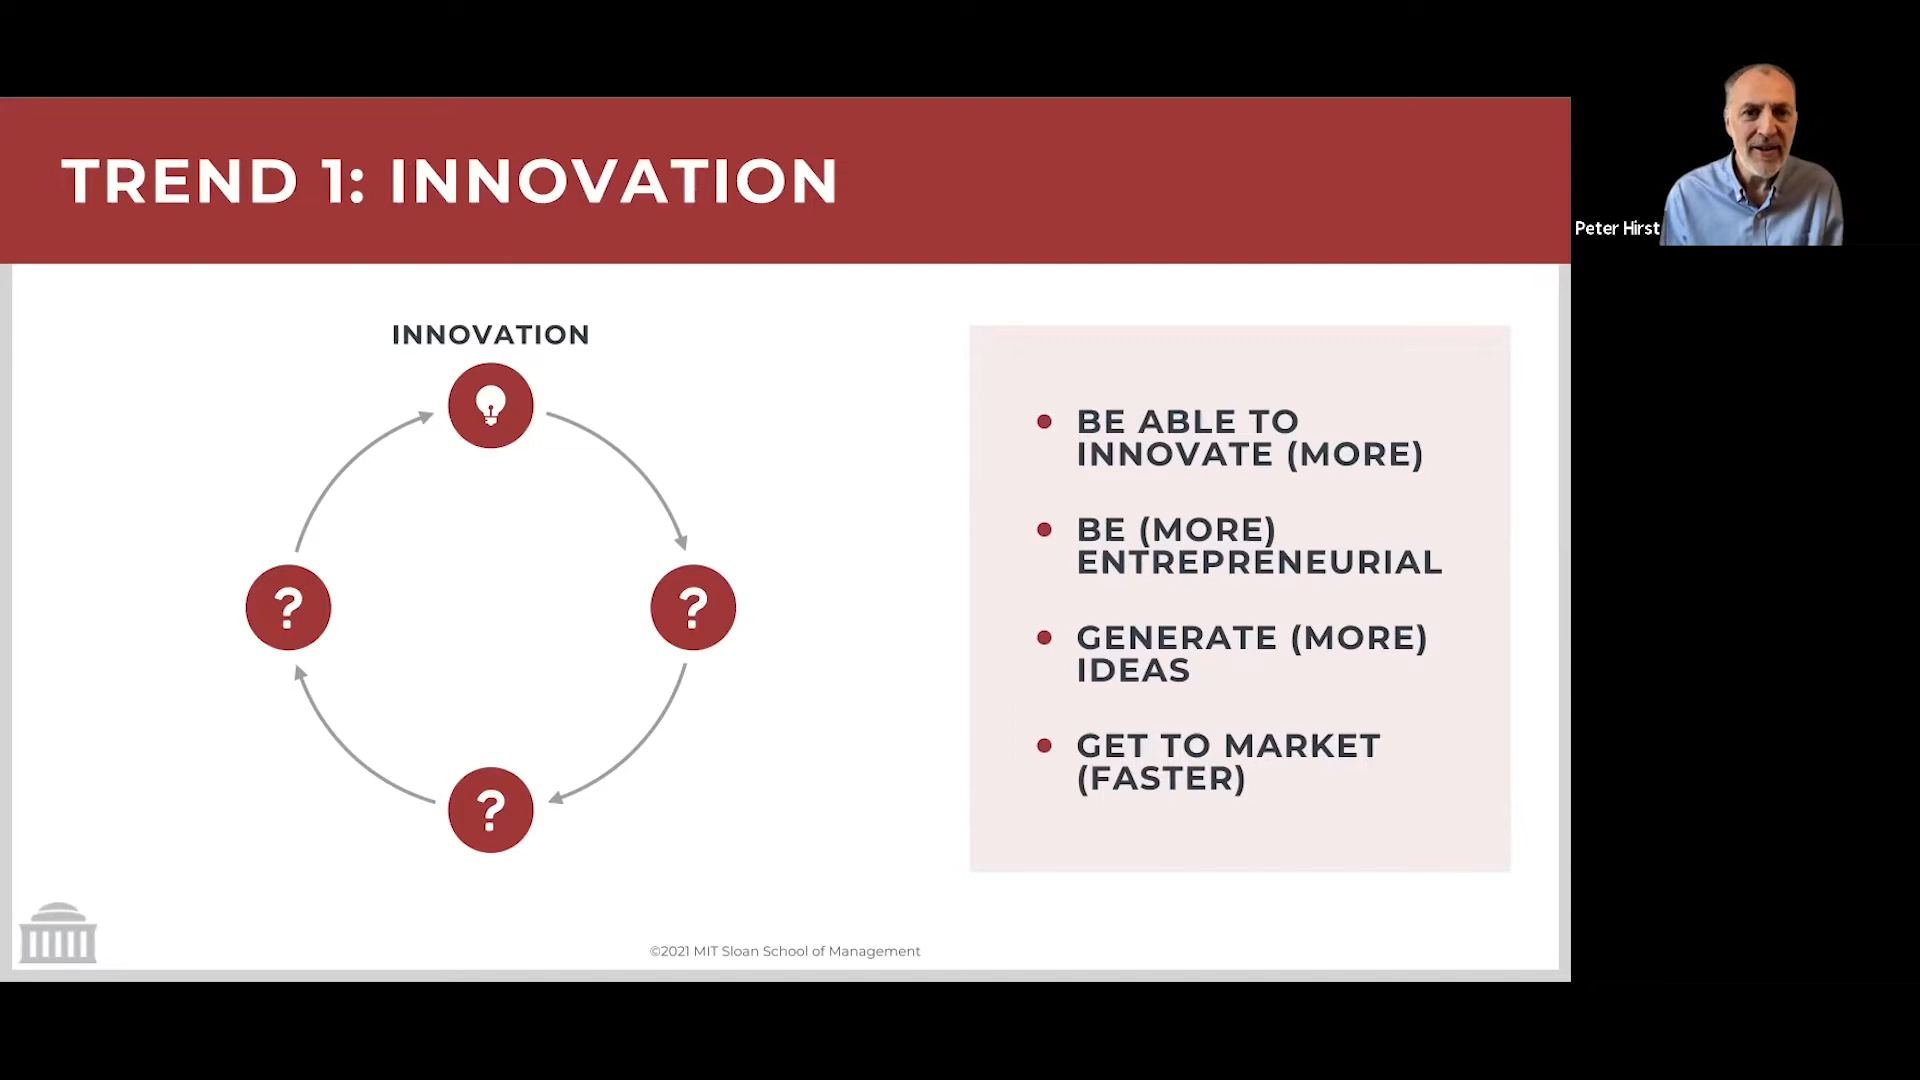 TREND 1: INNOVATION
Peter Hirst
INNOVATION
?
?
?
• BE ABLE TO
INNOVATE (MORE)
• BE (MORE)
ENTREPRENEURIAL
• GENERATE (MORE)
IDEAS
• GET TO MARKET
(FASTER)
©2021 MIT Sloan School of Management